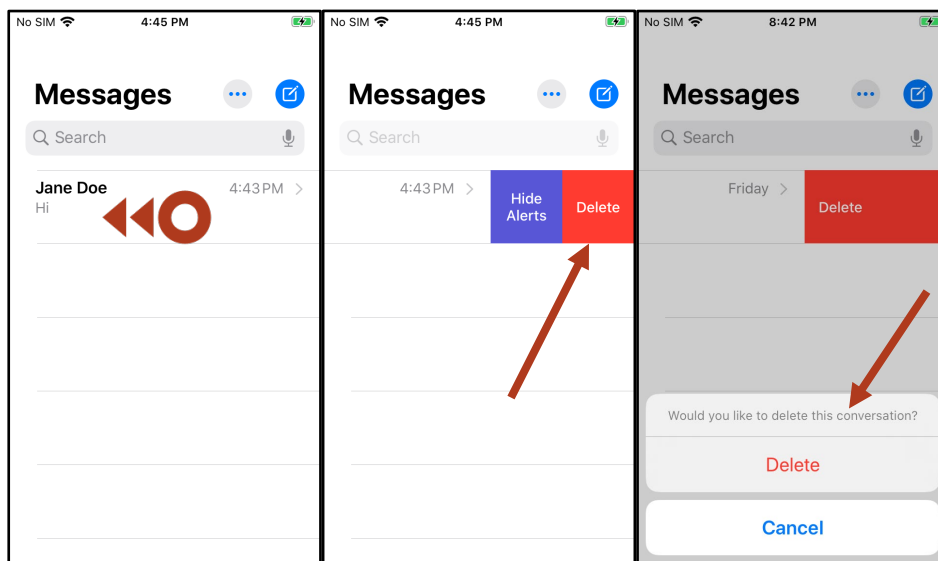 No SIM 4:45 PM
Messages
Search
Jane Doe 4:43 PM
Hi
No SIM 4:45 PM
Messages
Search
4:43 PM Hide Alerts Delete
No SIM 8:42 PM
Messages
Search
Friday Delete
Would you like to delete this conversation?
Delete
Cancel